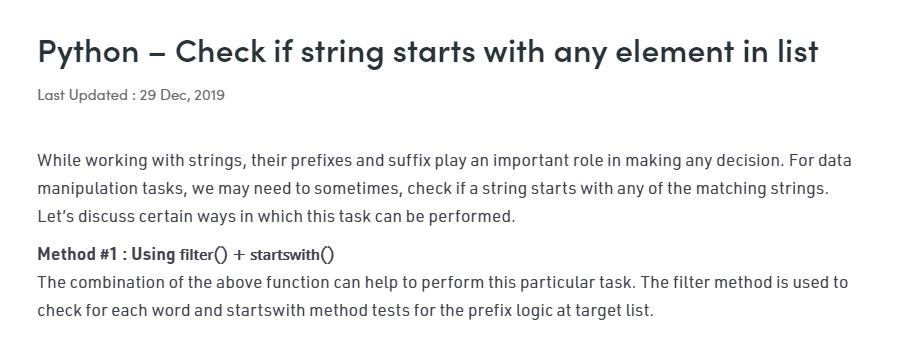 Python – Check if string starts with any element in list
Last Updated : 29 Dec, 2019
While working with strings, their prefixes and suffix play an important role in making any decision. For data
manipulation tasks, we may need to sometimes, check if a string starts with any of the matching strings.
Let’s discuss certain ways in which this task can be performed.
Method #1 : Using filter() + startswith()
The combination of the above function can help to perform this particular task. The filter method is used to
check for each word and startswith method tests for the prefix logic at target list.